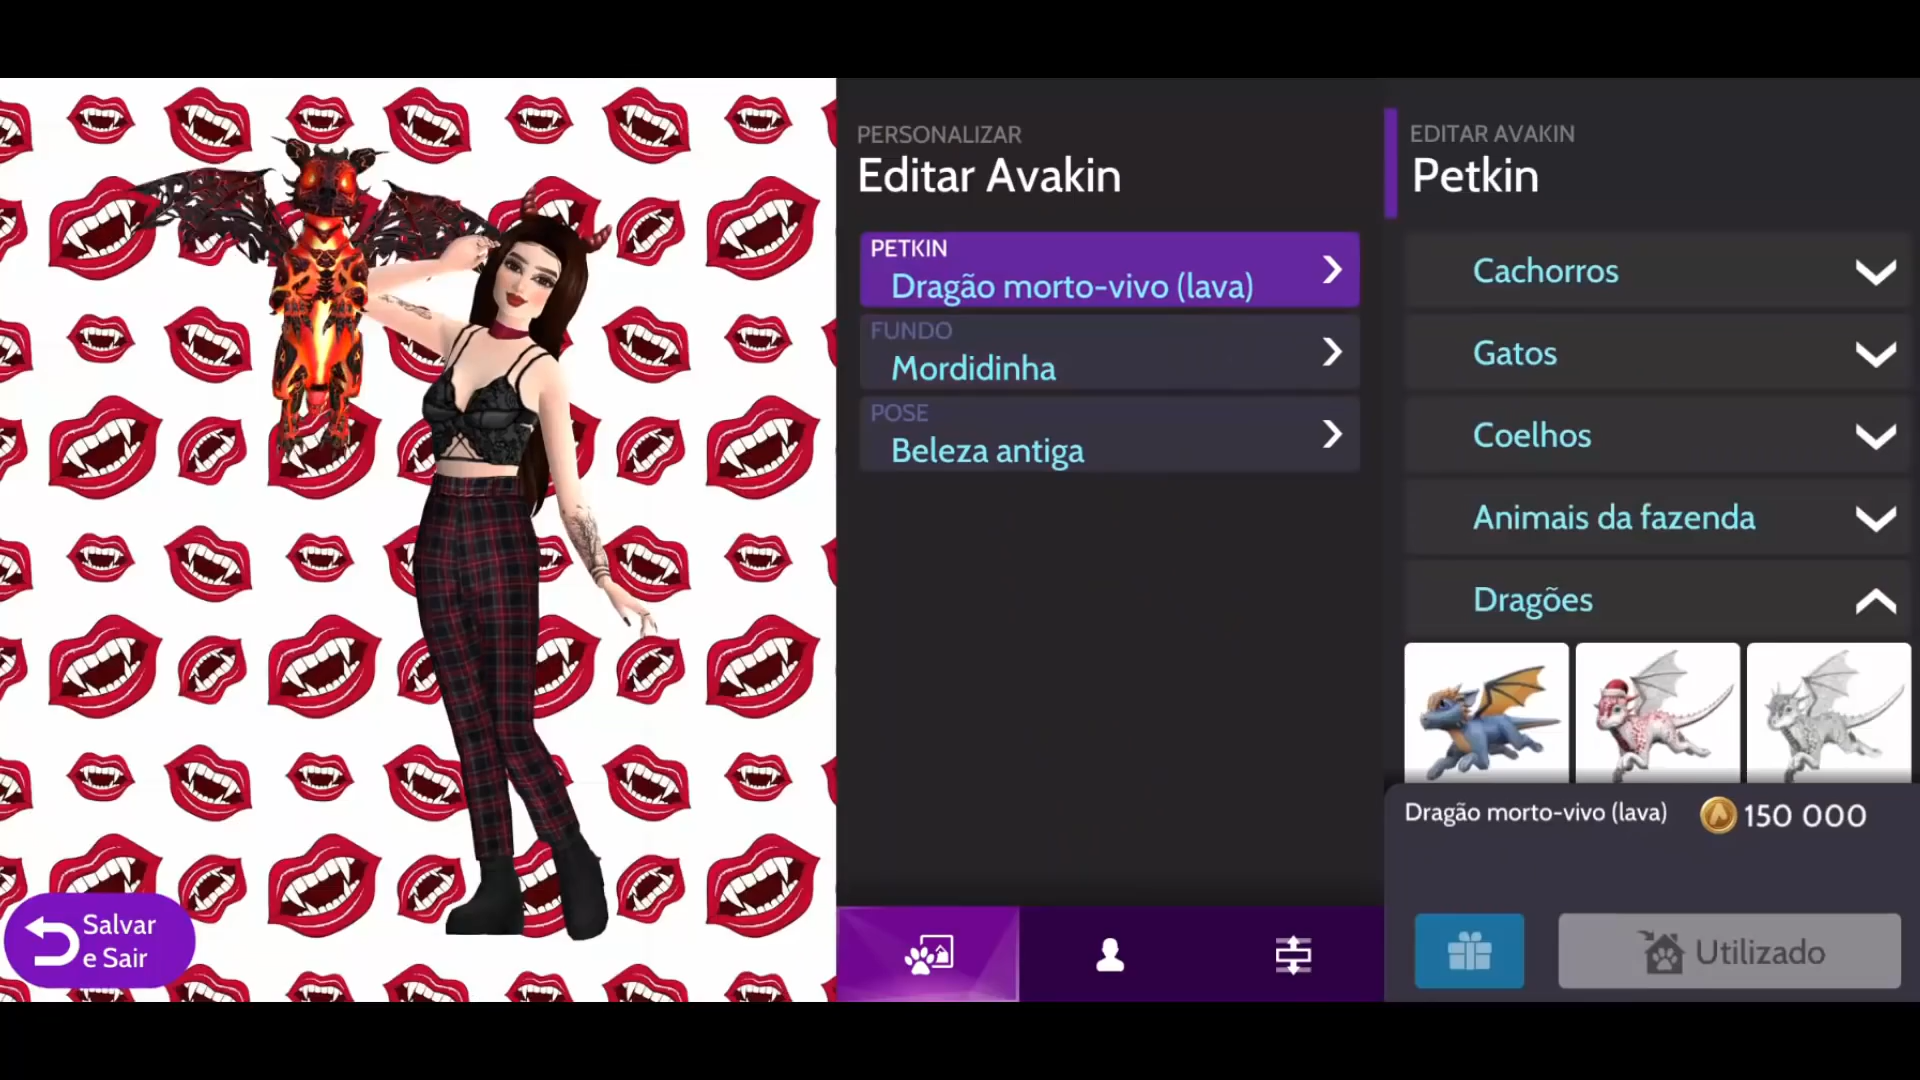 PERSONALIZAR
Editar Avakin
PETKIN
Dragão morto-vivo (lava)
FUNDO
Mordidinha
POSE
Beleza antiga
EDITAR AVAKIN
Petkin
Cachorros
Gatos
Coelhos
Animais da fazenda
Dragões
Dragão morto-vivo (lava)
150 000
Utilizado
Salvar
e Sair